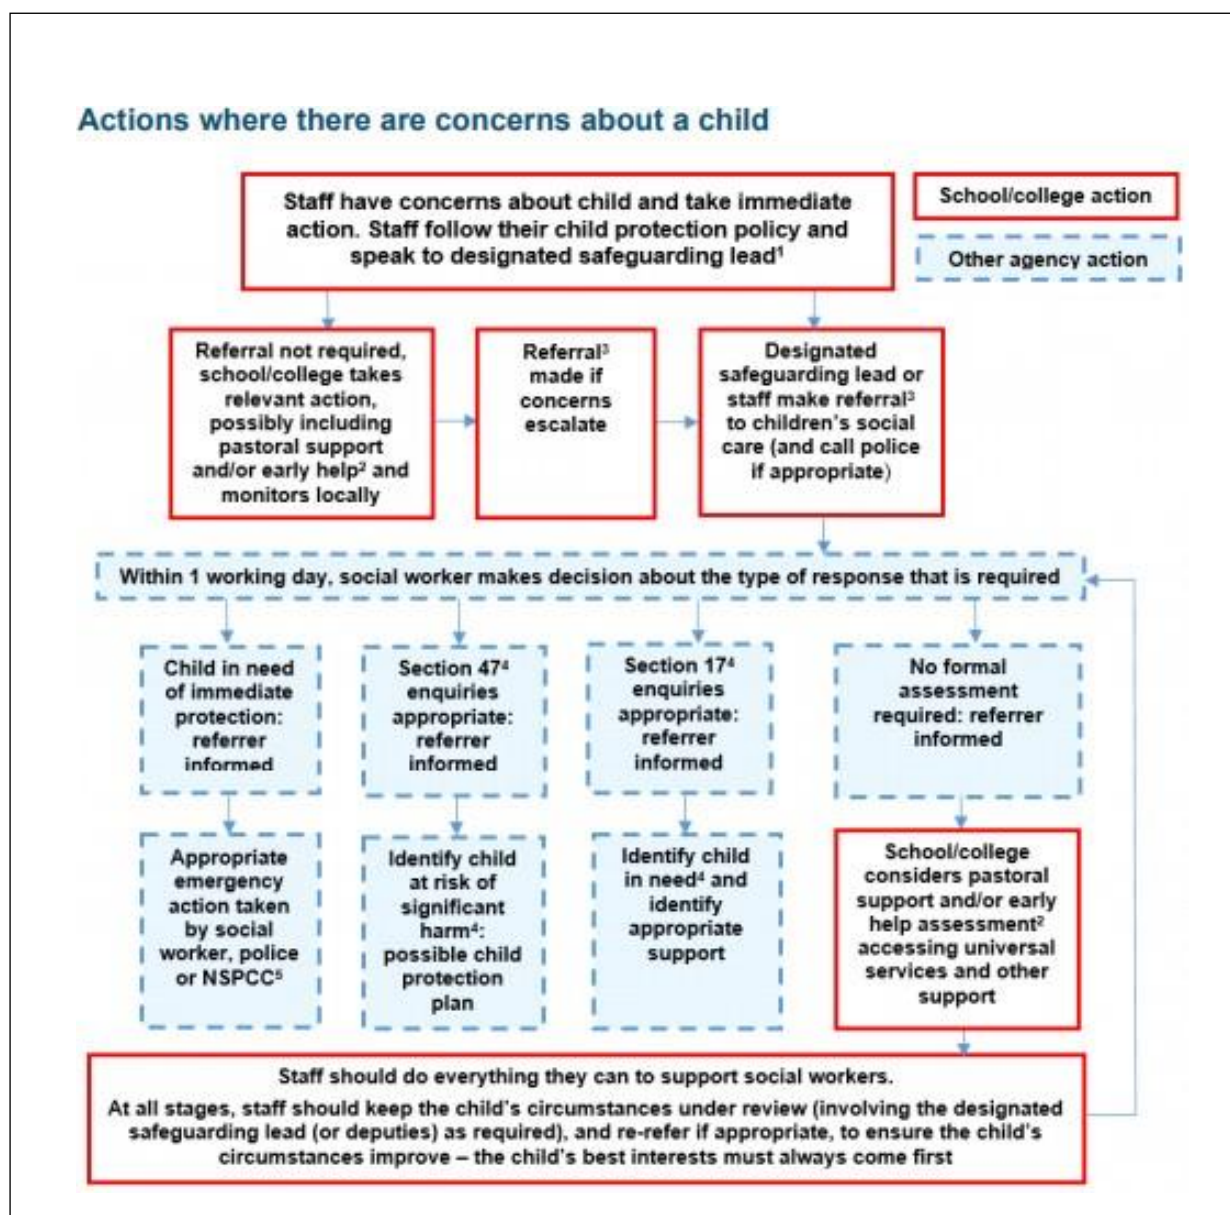 Actions where there are concerns about a child
Staff have concerns about child and take immediate
action. Staff follow their child protection policy and
speak to designated safeguarding lead¹
School/college action
Other agency action
Referral not required,
school/college takes
relevant action,
possibly including
pastoral support
and/or early help² and
monitors locally
Referral³
made if
concerns
escalate
Designated
safeguarding lead or
staff make referral³
to children's social
care (and call police
if appropriate)
Within 1 working day, social worker makes decision about the type of response that is required
Child in need
of immediate
protection:
referrer
informed
Section 47⁴
enquiries
appropriate:
referrer
informed
Section 17⁴
enquiries
appropriate:
referrer
informed
No formal
assessment
required: referrer
informed
Appropriate
emergency
action taken
by social
worker, police
or NSPCC⁵
Identify child
at risk of
significant
harm⁴:
possible child
protection
plan
Identify child
in need⁴ and
identify
appropriate
support
School/college
considers pastoral
support and/or early
help assessment²
accessing universal
services and other
support
Staff should do everything they can to support social workers.
At all stages, staff should keep the child's circumstances under review (involving the designated
safeguarding lead (or deputies) as required), and re-refer if appropriate, to ensure the child's
circumstances improve – the child's best interests must always come first